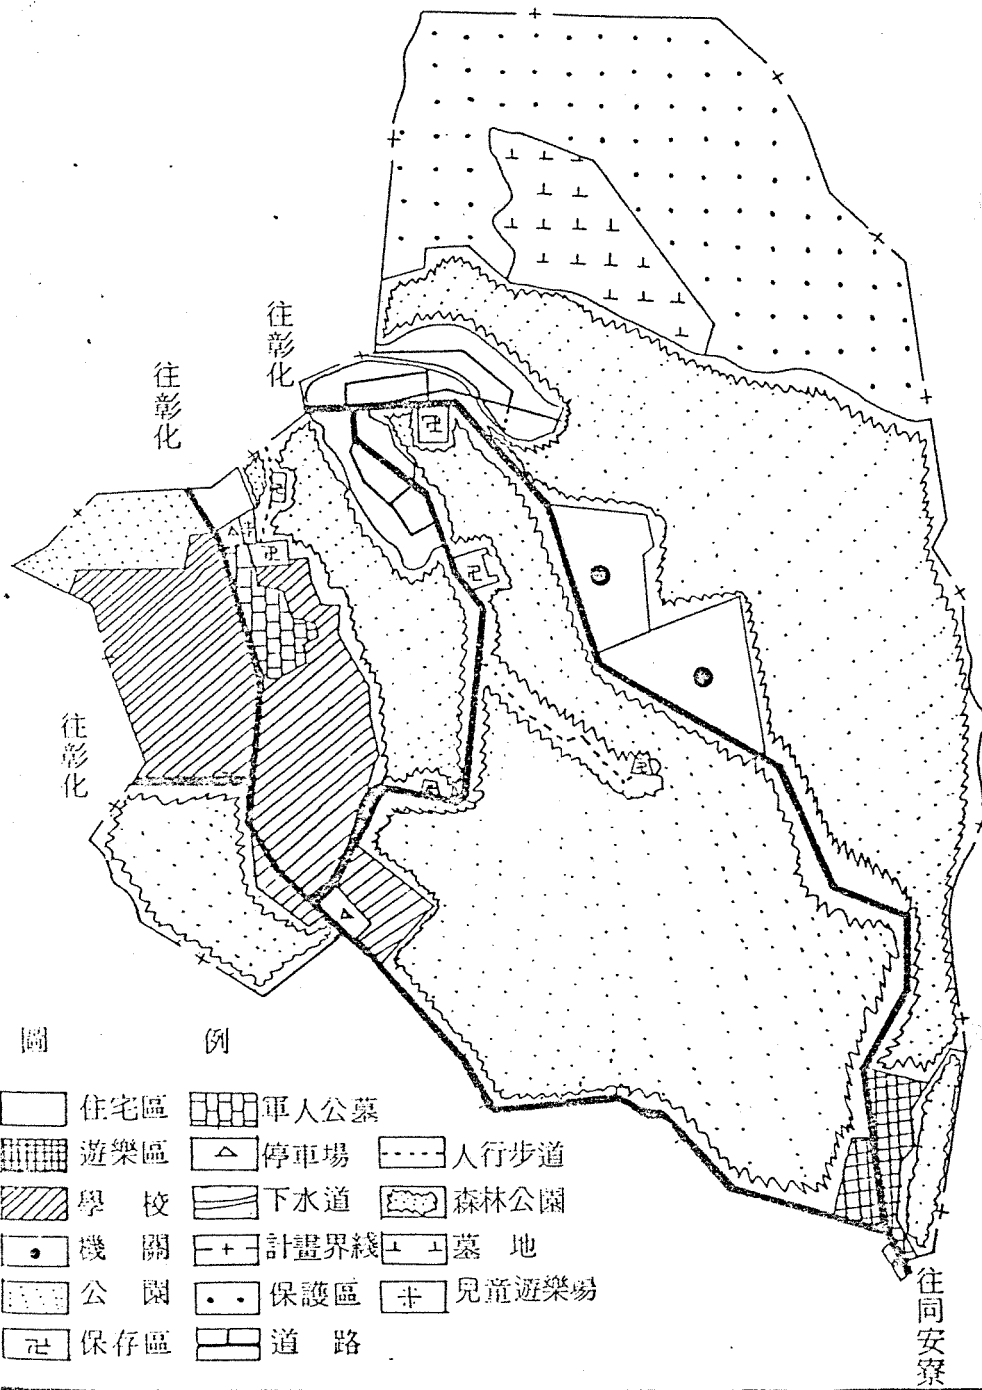 往彰化
往彰化
往彰化
圖 例
住宅區 軍人公墓
遊樂區 停車場 人行步道
學校 下水道 森林公園
機關 計畫界綫 墓地
公園 保護區 兒童遊樂場
保存區 道路
往同安寮